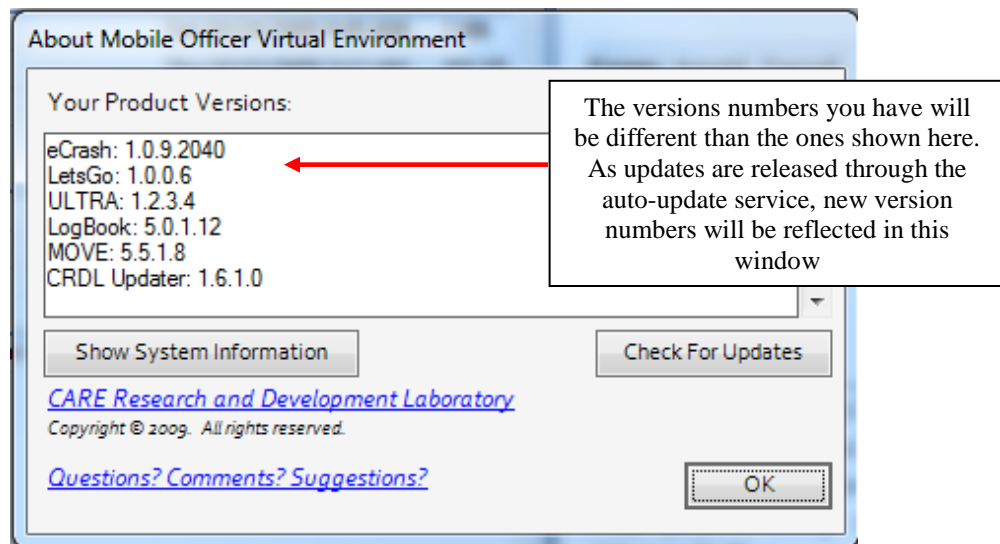 About Mobile Officer Virtual Environment
Your Product Versions:
eCrash: 1.0.9.2040
LetsGo: 1.0.0.6
ULTRA: 1.2.3.4
LogBook: 5.0.1.12
MOVE: 5.5.1.8
CRDL Updater: 1.6.1.0
The versions numbers you have will
be different than the ones shown here.
As updates are released through the
auto-update service, new version
numbers will be reflected in this
window
Show System Information
Check For Updates
CARE Research and Development Laboratory
Copyright © 2009. All rights reserved.
Questions? Comments? Suggestions?
OK